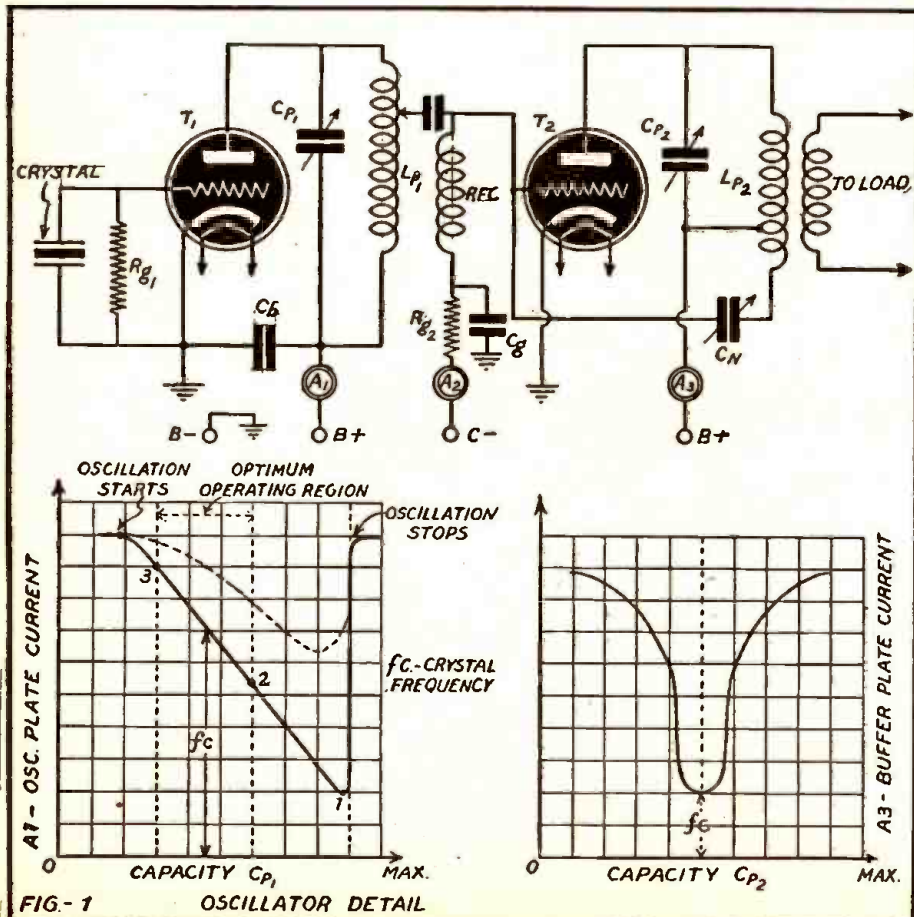 T1
CP1
LP1
CRYSTAL
Rg1
Cb
A1
B-
B+
REC
Rg2
Cg
A2
C-
T2
CP2
LP2
TO LOAD
CN
A3
B+
OSCILLATION STARTS
OPTIMUM OPERATING REGION
OSCILLATION STOPS
A1 - OSC. PLATE CURRENT
3
2
1
fc
fc.-CRYSTAL FREQUENCY
0
CAPACITY CP1
MAX.
A3 - BUFFER PLATE CURRENT
fc
0
CAPACITY CP2
MAX.
FIG.- 1 OSCILLATOR DETAIL